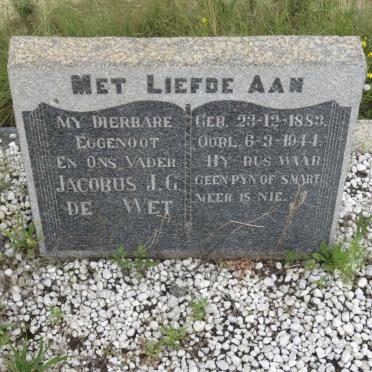 MET LIEFDE AAN
MY DIERBARE
EGGENOOT
EN ONS VADER
JACOBUS J.G.
DE WET
GEB. 23-12-1883.
OORL. 6-3-1944.
HY RUS WAAR
GEEN PYN OF SMART
MEER IS NIE.